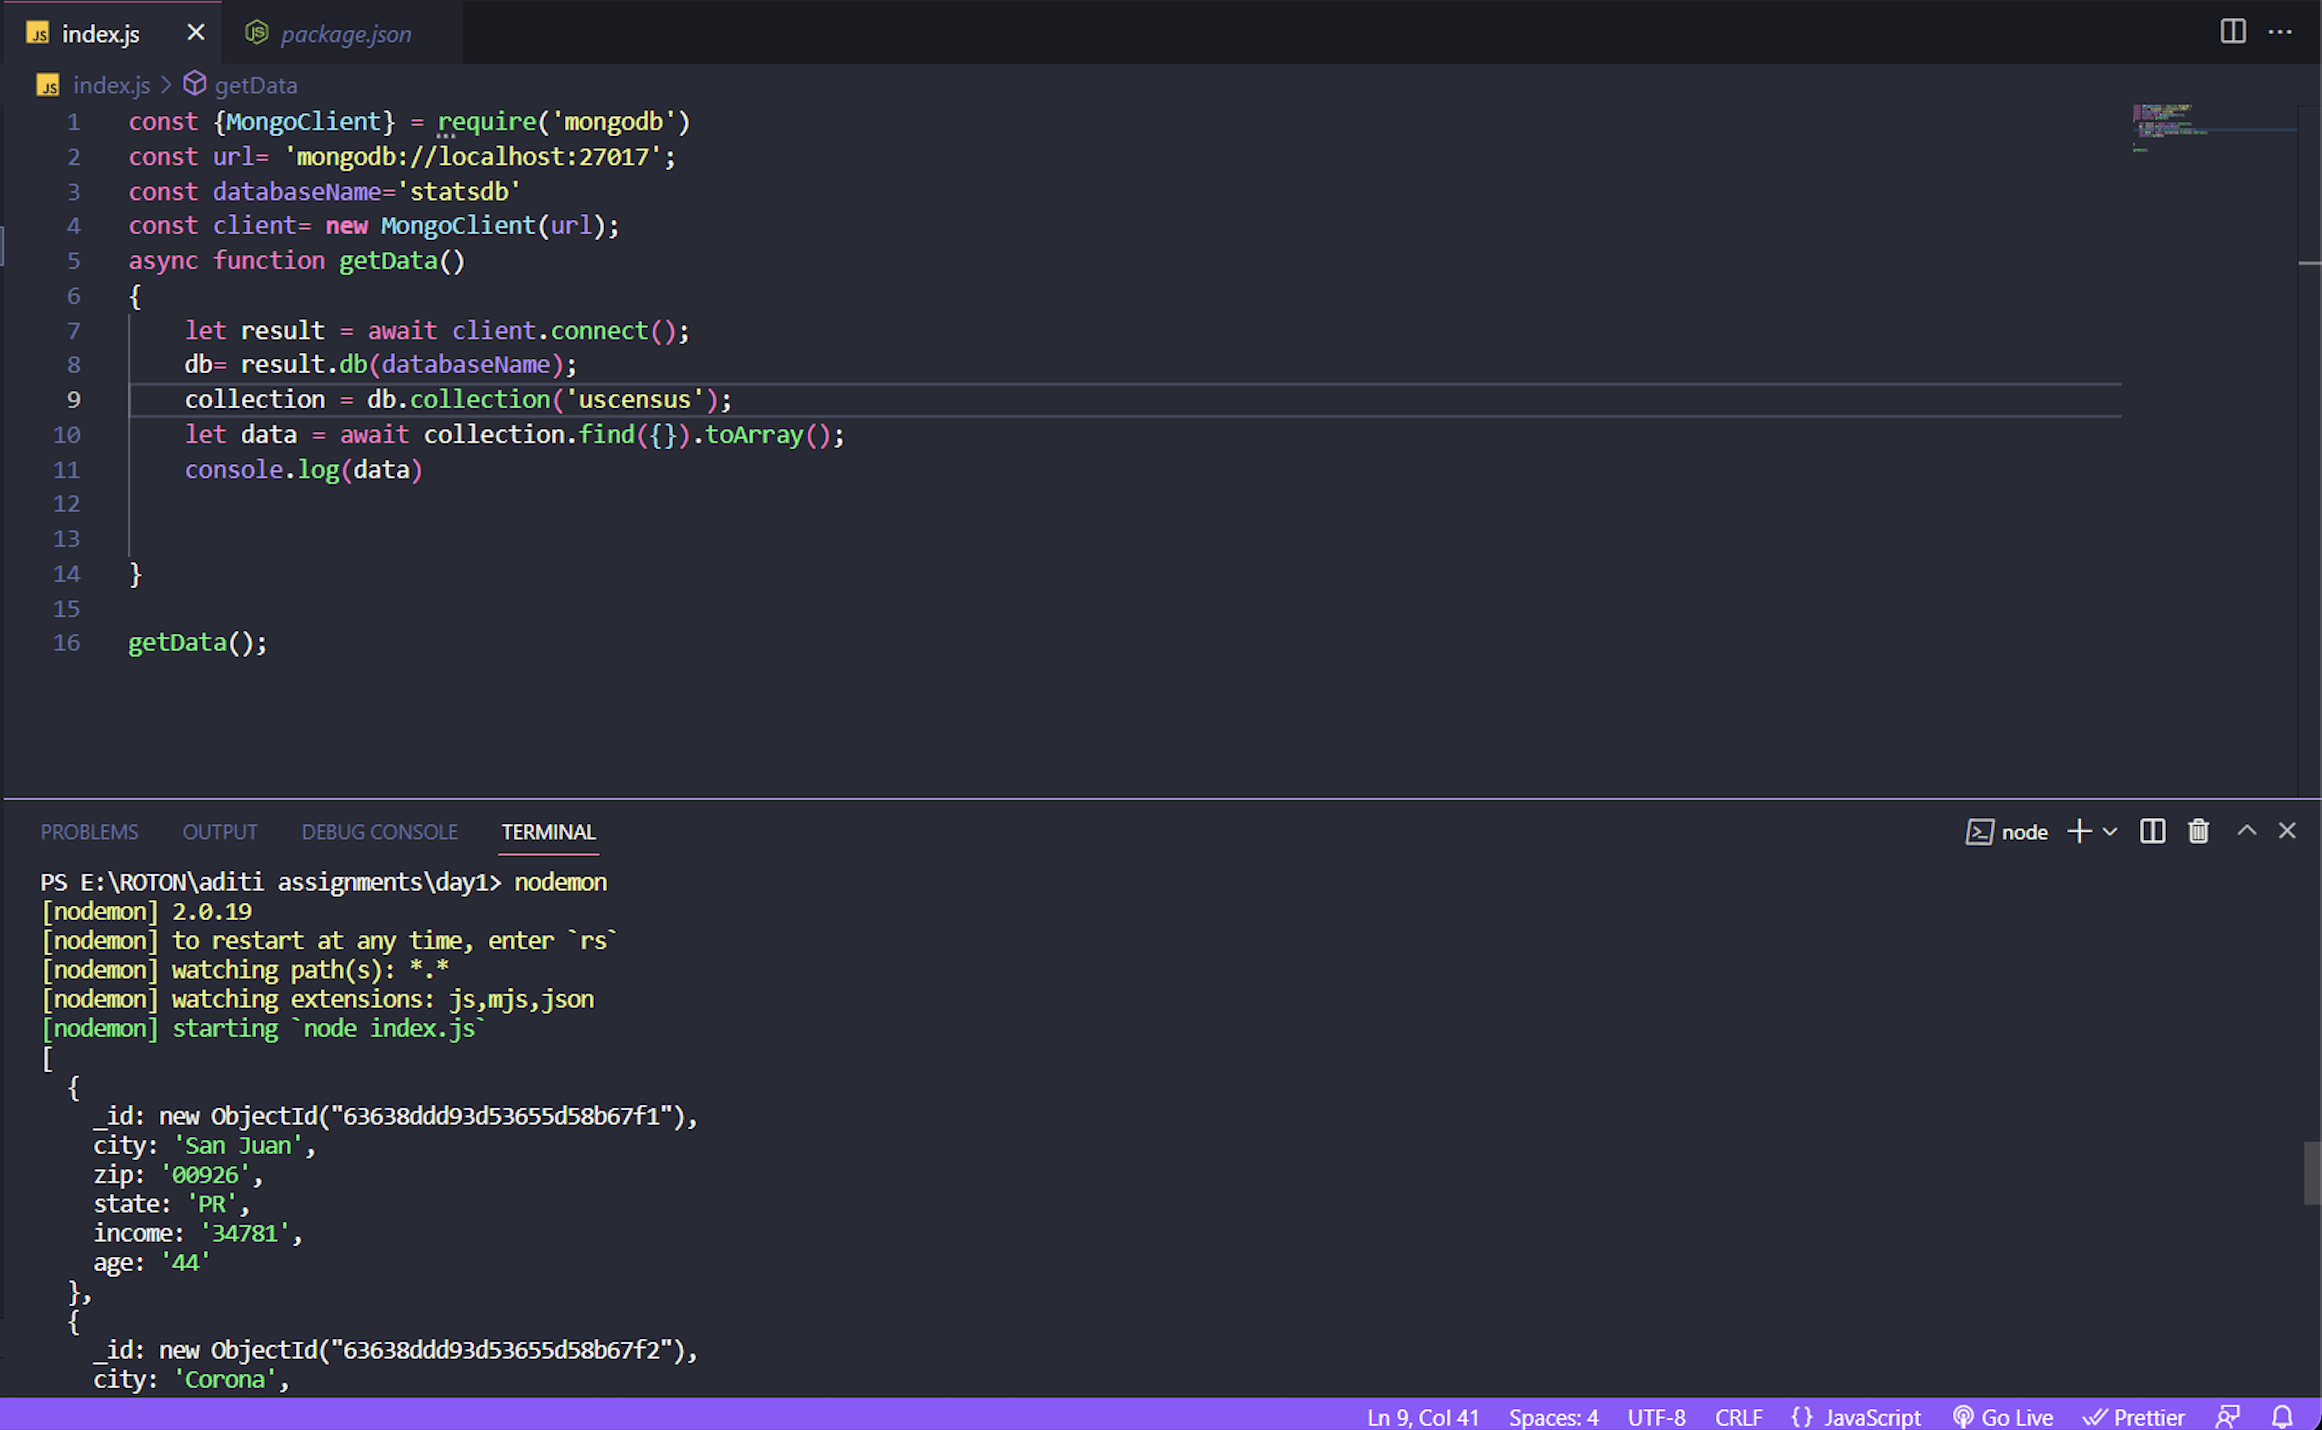 index.js
package.json
index.js > getData
1 const {MongoClient} = require('mongodb')
2 const url= 'mongodb://localhost:27017';
3 const databaseName='statsdb'
4 const client= new MongoClient(url);
5 async function getData()
6 {
7 let result = await client.connect();
8 db= result.db(databaseName);
9 collection = db.collection('uscensus');
10 let data = await collection.find({}).toArray();
11 console.log(data)
12
13
14 }
15
16 getData();
PROBLEMS OUTPUT DEBUG CONSOLE TERMINAL node
PS E:\ROTON\aditi assignments\day1> nodemon
[nodemon] 2.0.19
[nodemon] to restart at any time, enter `rs`
[nodemon] watching path(s): *.*
[nodemon] watching extensions: js,mjs,json
[nodemon] starting `node index.js`
[
{
_id: new ObjectId("63638ddd93d53655d58b67f1"),
city: 'San Juan',
zip: '00926',
state: 'PR',
income: '34781',
age: '44'
},
{
_id: new ObjectId("63638ddd93d53655d58b67f2"),
city: 'Corona',
Ln 9, Col 41 Spaces: 4 UTF-8 CRLF {} JavaScript Go Live Prettier